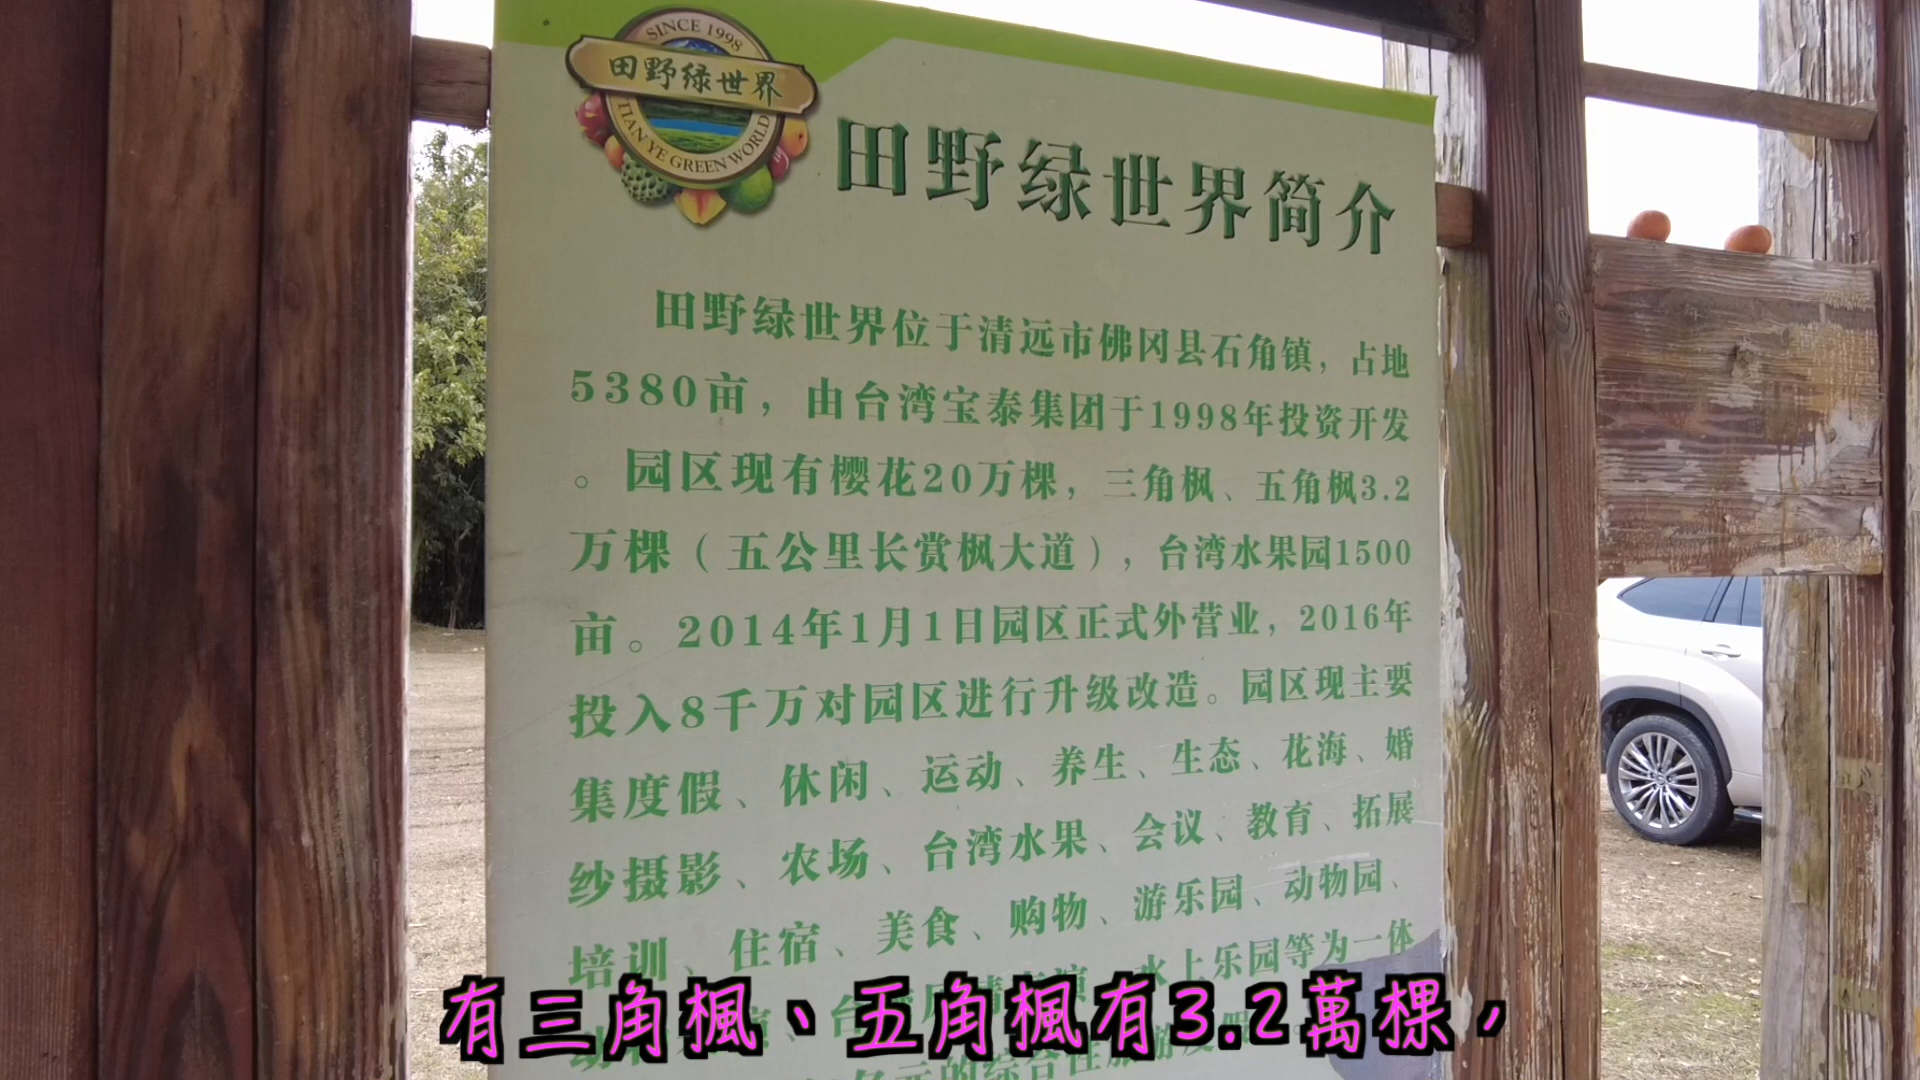 SINCE 1998
田野绿世界
TIAN YE GREEN WORLD
田野绿世界简介
田野绿世界位于清远市佛冈县石角镇，占地
5380亩，由台湾宝泰集团于1998年投资开发
。园区现有樱花20万棵，三角枫、五角枫3.2
万棵（五公里长赏枫大道），台湾水果园1500
亩。2014年1月1日园区正式外营业，2016年
投入8千万对园区进行升级改造。园区现主要
集度假、休闲、运动、养生、生态、花海、婚
纱摄影、农场、台湾水果、会议、教育、拓展
培训、住宿、美食、购物、游乐园、动物园、
水上乐园等为一体
的综合性旅游度假
有三角楓、五角楓有3.2萬棵，